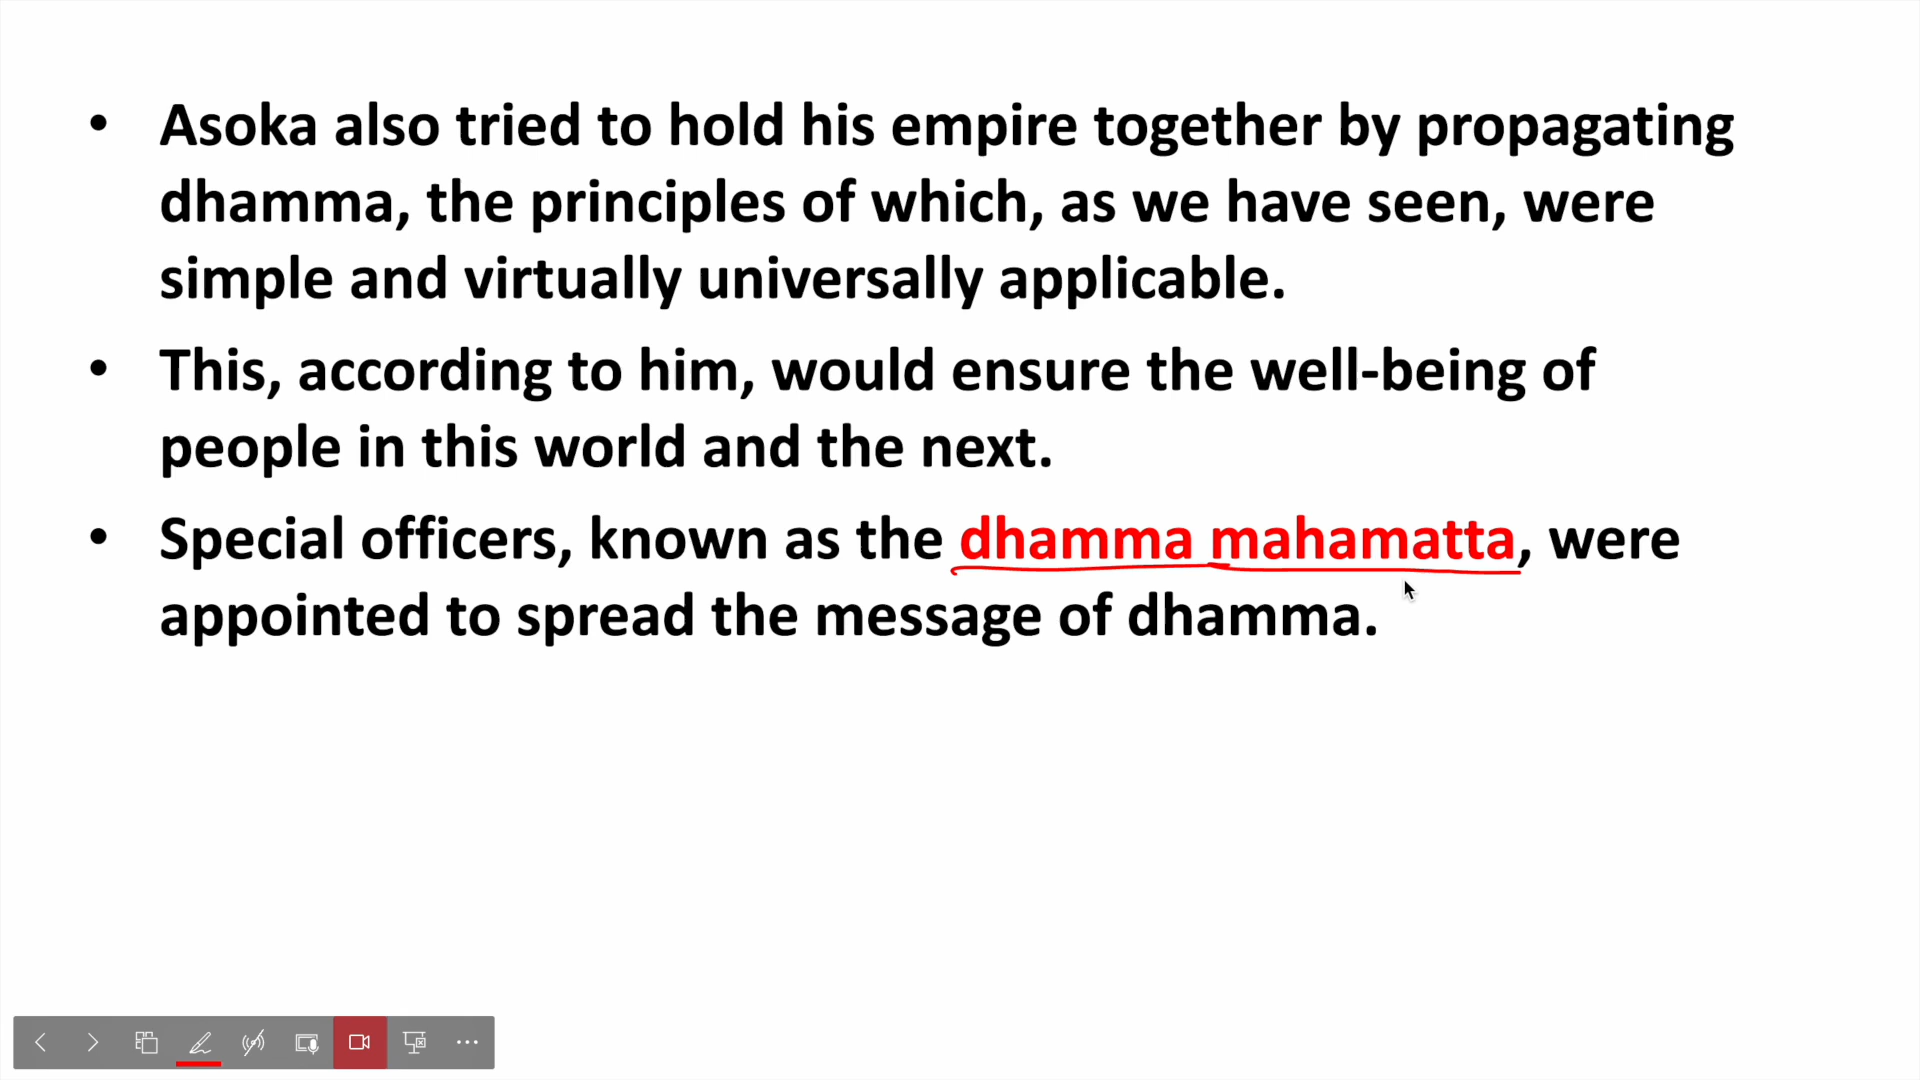 • Asoka also tried to hold his empire together by propagating
dhamma, the principles of which, as we have seen, were
simple and virtually universally applicable.
• This, according to him, would ensure the well-being of
people in this world and the next.
• Special officers, known as the dhamma mahamatta, were
appointed to spread the message of dhamma.